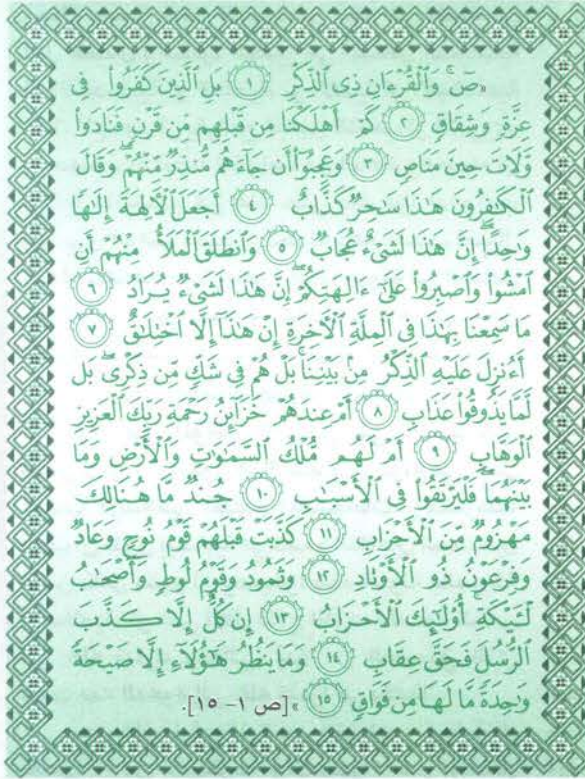 «صٓ ۚ وَٱلْقُرْءَانِ ذِى ٱلذِّكْرِ ﴿١﴾ بَلِ ٱلَّذِينَ كَفَرُوا۟ فِى
عِزَّةٍ وَشِقَاقٍ ﴿٢﴾ كَمْ أَهْلَكْنَا مِن قَبْلِهِم مِّن قَرْنٍ فَنَادَوا۟
وَّلَاتَ حِينَ مَنَاصٍ ﴿٣﴾ وَعَجِبُوٓا۟ أَن جَآءَهُم مُّنذِرٌ مِّنْهُمْ ۖ وَقَالَ
ٱلْكَٰفِرُونَ هَٰذَا سَٰحِرٌ كَذَّابٌ ﴿٤﴾ أَجَعَلَ ٱلْءَالِهَةَ إِلَٰهًا
وَٰحِدًا ۖ إِنَّ هَٰذَا لَشَىْءٌ عُجَابٌ ﴿٥﴾ وَٱنطَلَقَ ٱلْمَلَأُ مِنْهُمْ أَنِ
ٱمْشُوا۟ وَٱصْبِرُوا۟ عَلَىٰٓ ءَالِهَتِكُمْ ۖ إِنَّ هَٰذَا لَشَىْءٌ يُرَادُ ﴿٦﴾
مَا سَمِعْنَا بِهَٰذَا فِى ٱلْمِلَّةِ ٱلْءَاخِرَةِ إِنْ هَٰذَآ إِلَّا ٱخْتِلَٰقٌ ﴿٧﴾
أَءُنزِلَ عَلَيْهِ ٱلذِّكْرُ مِنۢ بَيْنِنَا ۚ بَلْ هُمْ فِى شَكٍّ مِّن ذِكْرِى ۖ بَل
لَّمَّا يَذُوقُوا۟ عَذَابِ ﴿٨﴾ أَمْ عِندَهُمْ خَزَآئِنُ رَحْمَةِ رَبِّكَ ٱلْعَزِيزِ
ٱلْوَهَّابِ ﴿٩﴾ أَمْ لَهُم مُّلْكُ ٱلسَّمَٰوَٰتِ وَٱلْأَرْضِ وَمَا
بَيْنَهُمَا ۖ فَلْيَرْتَقُوا۟ فِى ٱلْأَسْبَٰبِ ﴿١٠﴾ جُندٌ مَّا هُنَالِكَ
مَهْزُومٌ مِّنَ ٱلْأَحْزَابِ ﴿١١﴾ كَذَّبَتْ قَبْلَهُمْ قَوْمُ نُوحٍ وَعَادٌ
وَفِرْعَوْنُ ذُو ٱلْأَوْتَادِ ﴿١٢﴾ وَثَمُودُ وَقَوْمُ لُوطٍ وَأَصْحَٰبُ
لْـَٔيْكَةِ ۚ أُو۟لَٰٓئِكَ ٱلْأَحْزَابُ ﴿١٣﴾ إِن كُلٌّ إِلَّا كَذَّبَ
ٱلرُّسُلَ فَحَقَّ عِقَابِ ﴿١٤﴾ وَمَا يَنظُرُ هَٰٓؤُلَآءِ إِلَّا صَيْحَةً
وَٰحِدَةً مَّا لَهَا مِن فَوَاقٍ ﴿١٥﴾ » [ص ١ - ١٥].